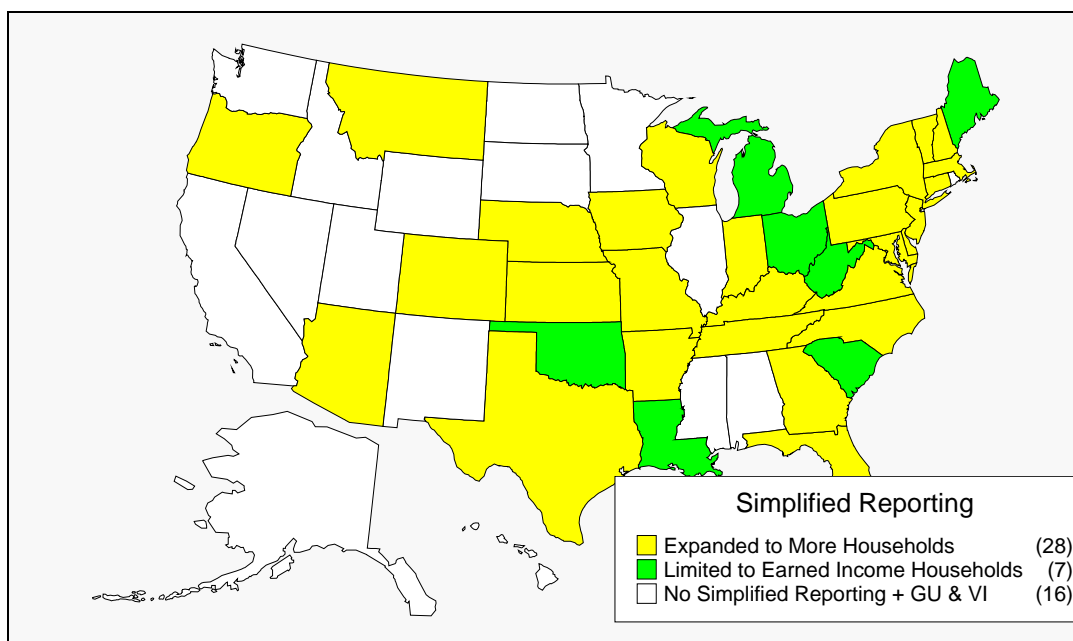 Simplified Reporting
Expanded to More Households (28)
Limited to Earned Income Households (7)
No Simplified Reporting + GU & VI (16)